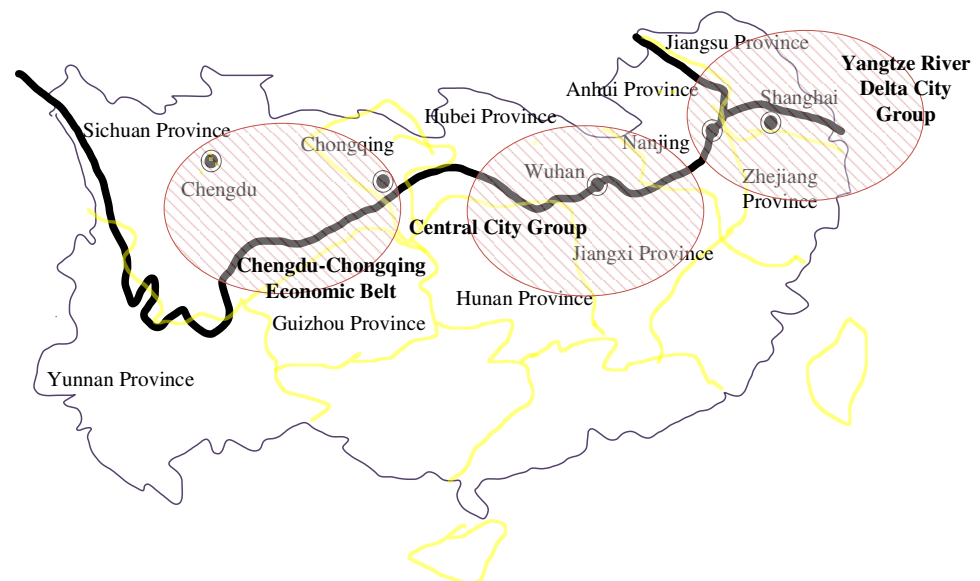 Jiangsu Province
Yangtze River
Delta City
Group
Anhui Province
Shanghai
Hubei Province
Sichuan Province
Chongqing
Nanjing
Chengdu
Wuhan
Zhejiang
Province
Central City Group
Jiangxi Province
Chengdu-Chongqing
Economic Belt
Hunan Province
Guizhou Province
Yunnan Province